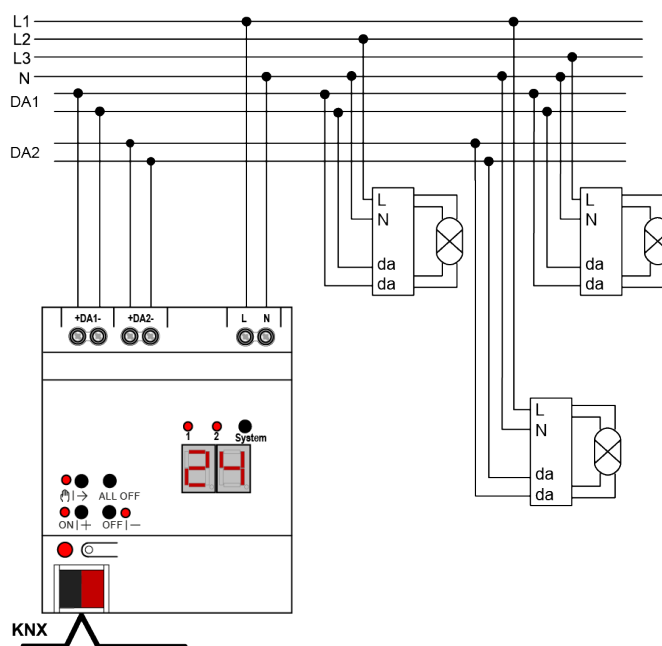 L1
L2
L3
N
DA1
DA2
L
N
da
da
L
N
da
da
+DA1- +DA2- L N
L
N
da
da
1 2 System
24
|→ ALL OFF
ON|+ OFF|—
KNX